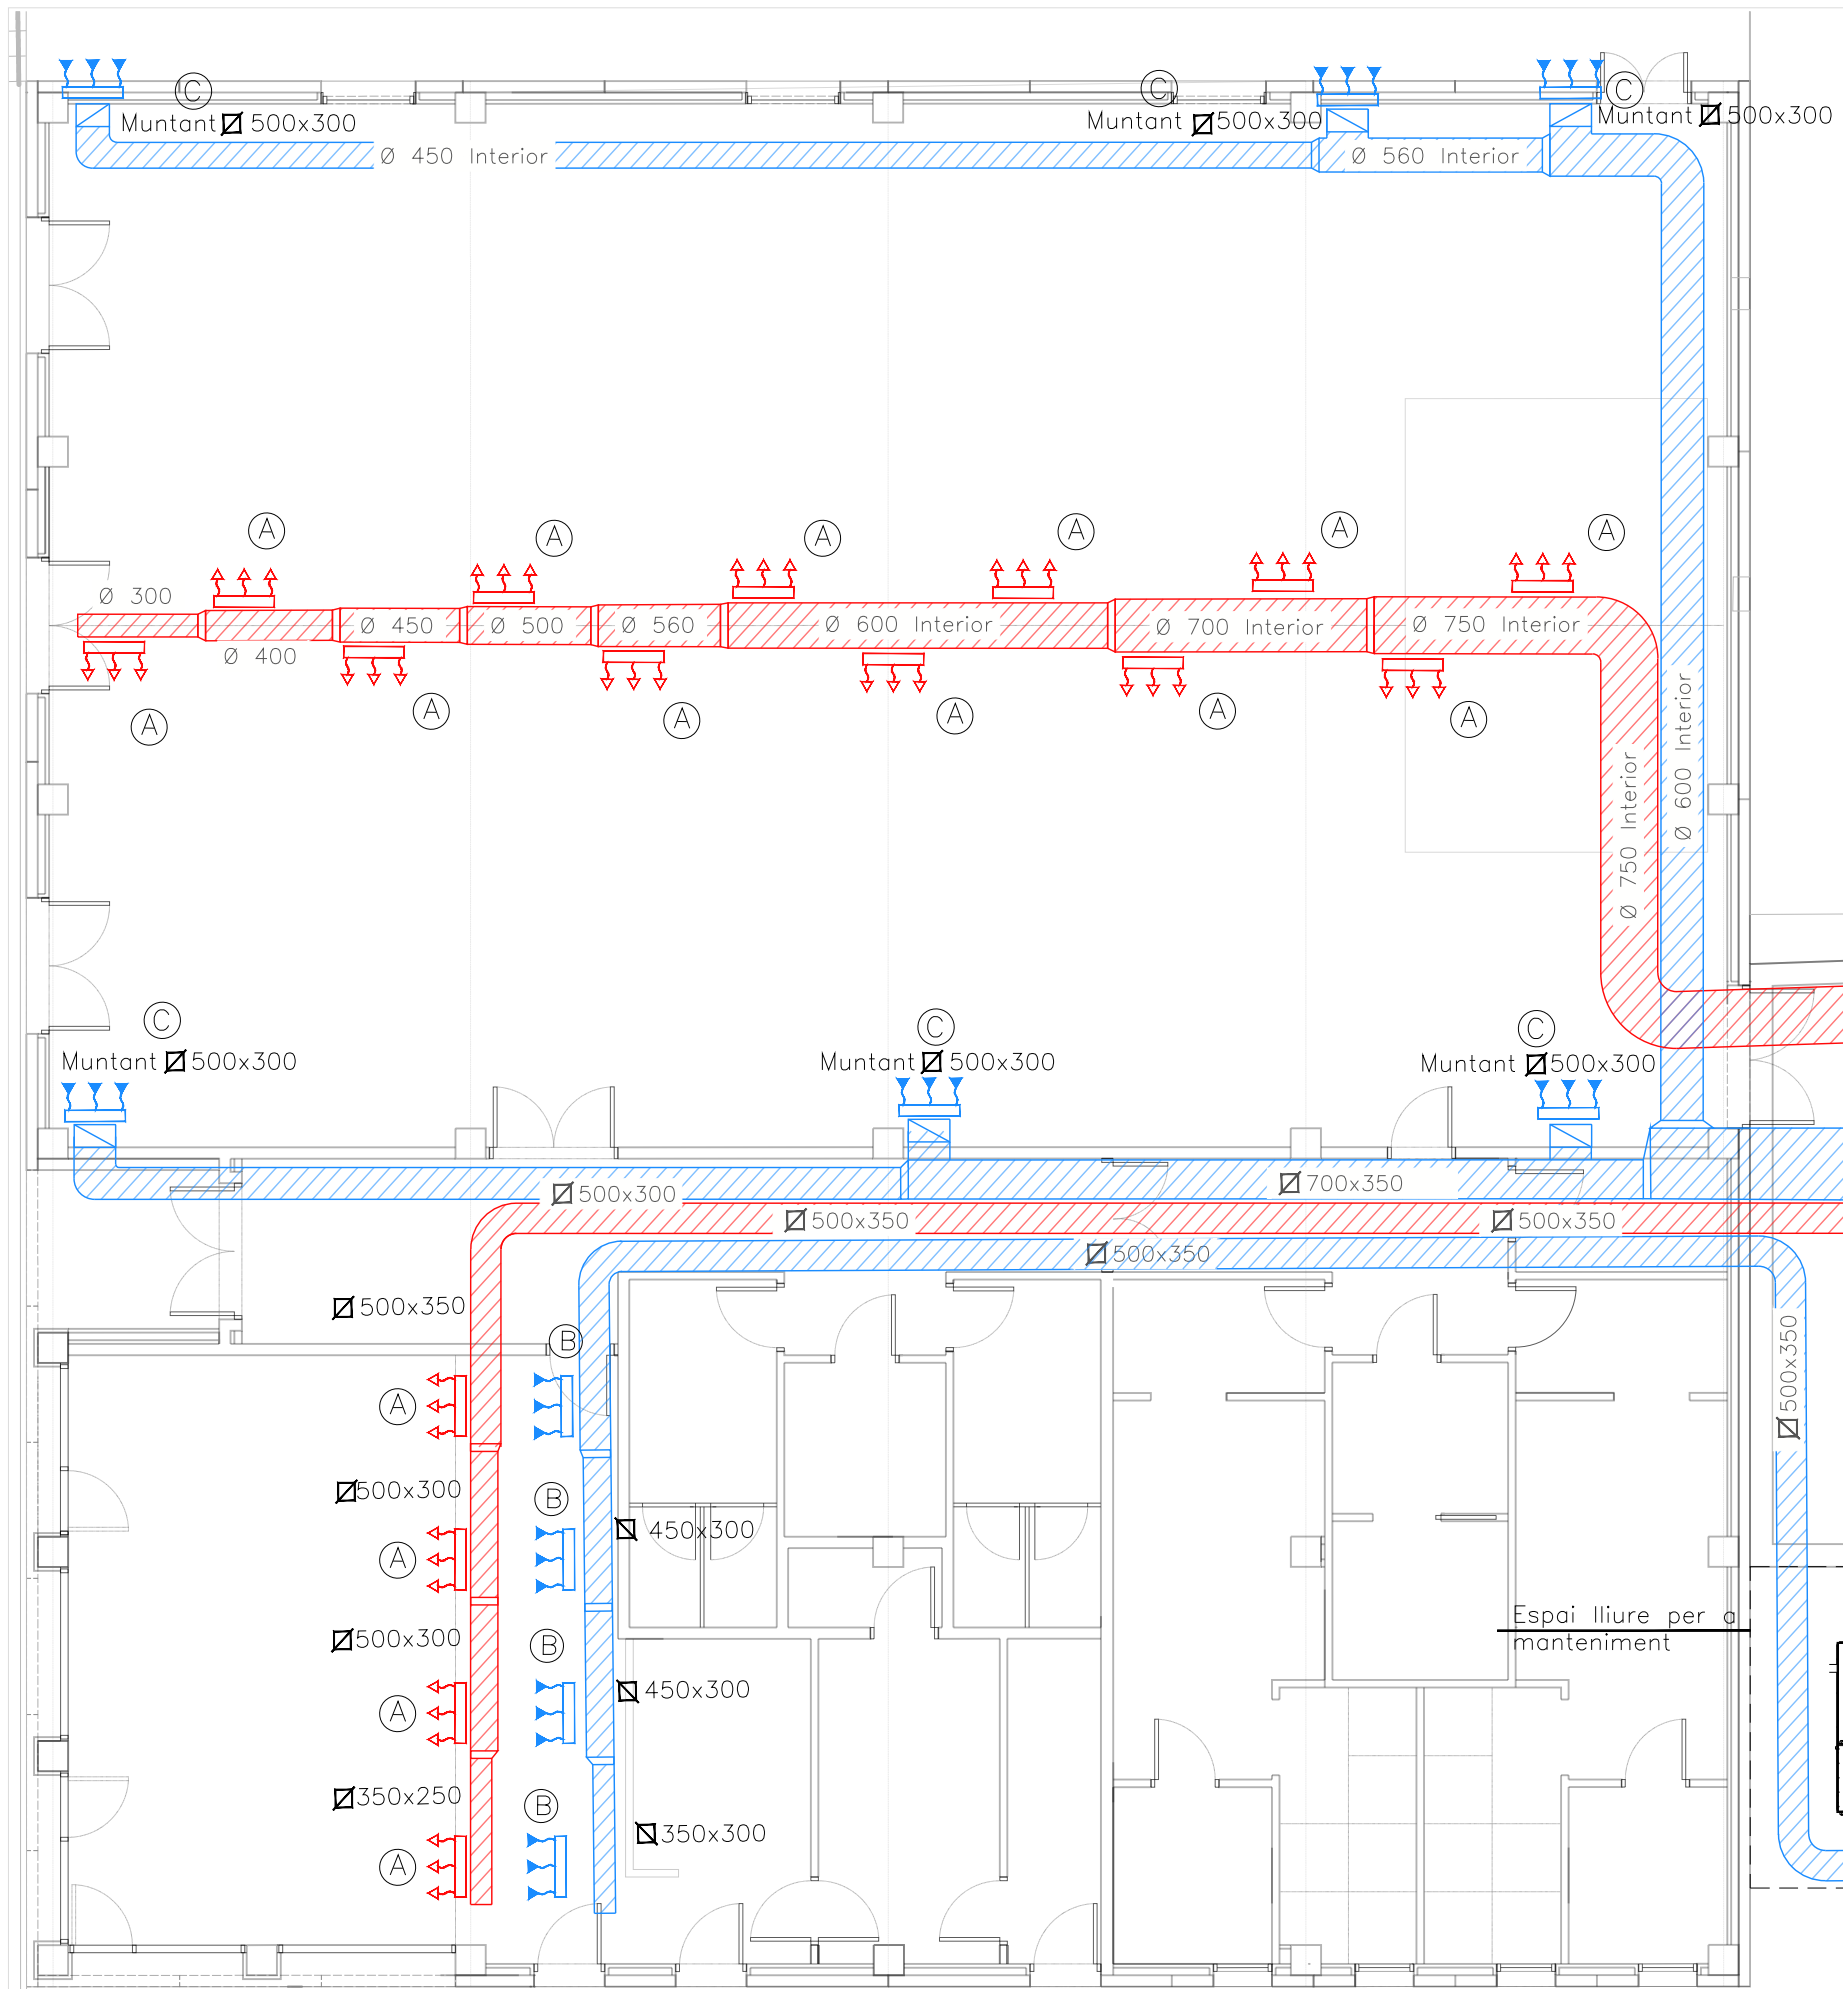 C
C
C
Muntant 500x300
Muntant 500x300
Muntant 500x300
Ø 450 Interior
Ø 560 Interior
A
A
A
A
A
A
Ø 300
Ø 450
Ø 500
Ø 560
Ø 600 Interior
Ø 700 Interior
Ø 750 Interior
Ø 400
A
A
A
A
A
A
Ø 600 Interior
Ø 750 Interior
C
C
C
Muntant 500x300
Muntant 500x300
Muntant 500x300
500x300
700x350
500x350
500x350
500x350
500x350
500x350
B
A
500x300
B
450x300
A
Espai lliure per a
manteniment
500x300
B
450x300
A
350x250
B
350x300
A